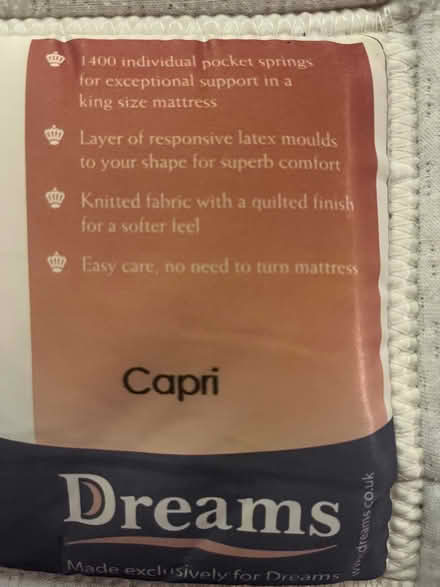 1400 individual pocket springs
for exceptional support in a
king size mattress
Layer of responsive latex moulds
to your shape for superb comfort
Knitted fabric with a quilted finish
for a softer feel
Easy care, no need to turn mattress
Capri
Dreams
Made exclusively for Dreams
www.dreams.co.uk